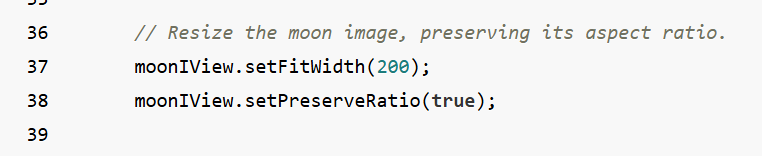 36 // Resize the moon image, preserving its aspect ratio.
37 moonIView.setFitWidth(200);
38 moonIView.setPreserveRatio(true);
39